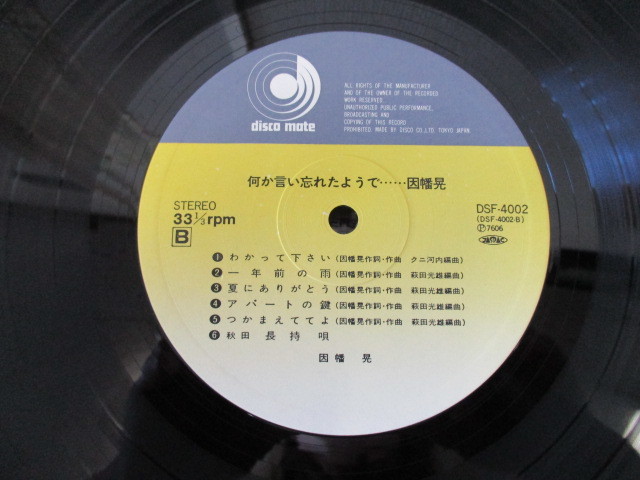 disco mate
ALL RIGHTS OF THE MANUFACTURER
AND OF THE OWNER OF THE RECORDED
WORK RESERVED.
UNAUTHORIZED PUBLIC PERFORMANCE,
BROADCASTING AND
COPYING OF THIS RECORD
PROHIBITED. MADE BY DISCO CO.,LTD. TOKYO JAPAN
何か言い忘れたようで……因幡晃
STEREO
33⅓rpm
B
DSF-4002
(DSF-4002-B)
Ⓟ7606
JASRAC
❶わかって下さい(因幡晃作詞・作曲 クニ河内編曲)
❷一年前の雨(因幡晃作詞・作曲 萩田光雄編曲)
❸夏にありがとう(因幡晃作詞・作曲 萩田光雄編曲)
❹アパートの鍵(因幡晃作詞・作曲 萩田光雄編曲)
❺つかまえててよ(因幡晃作詞・作曲 萩田光雄編曲)
❻秋田長持唄
因幡晃